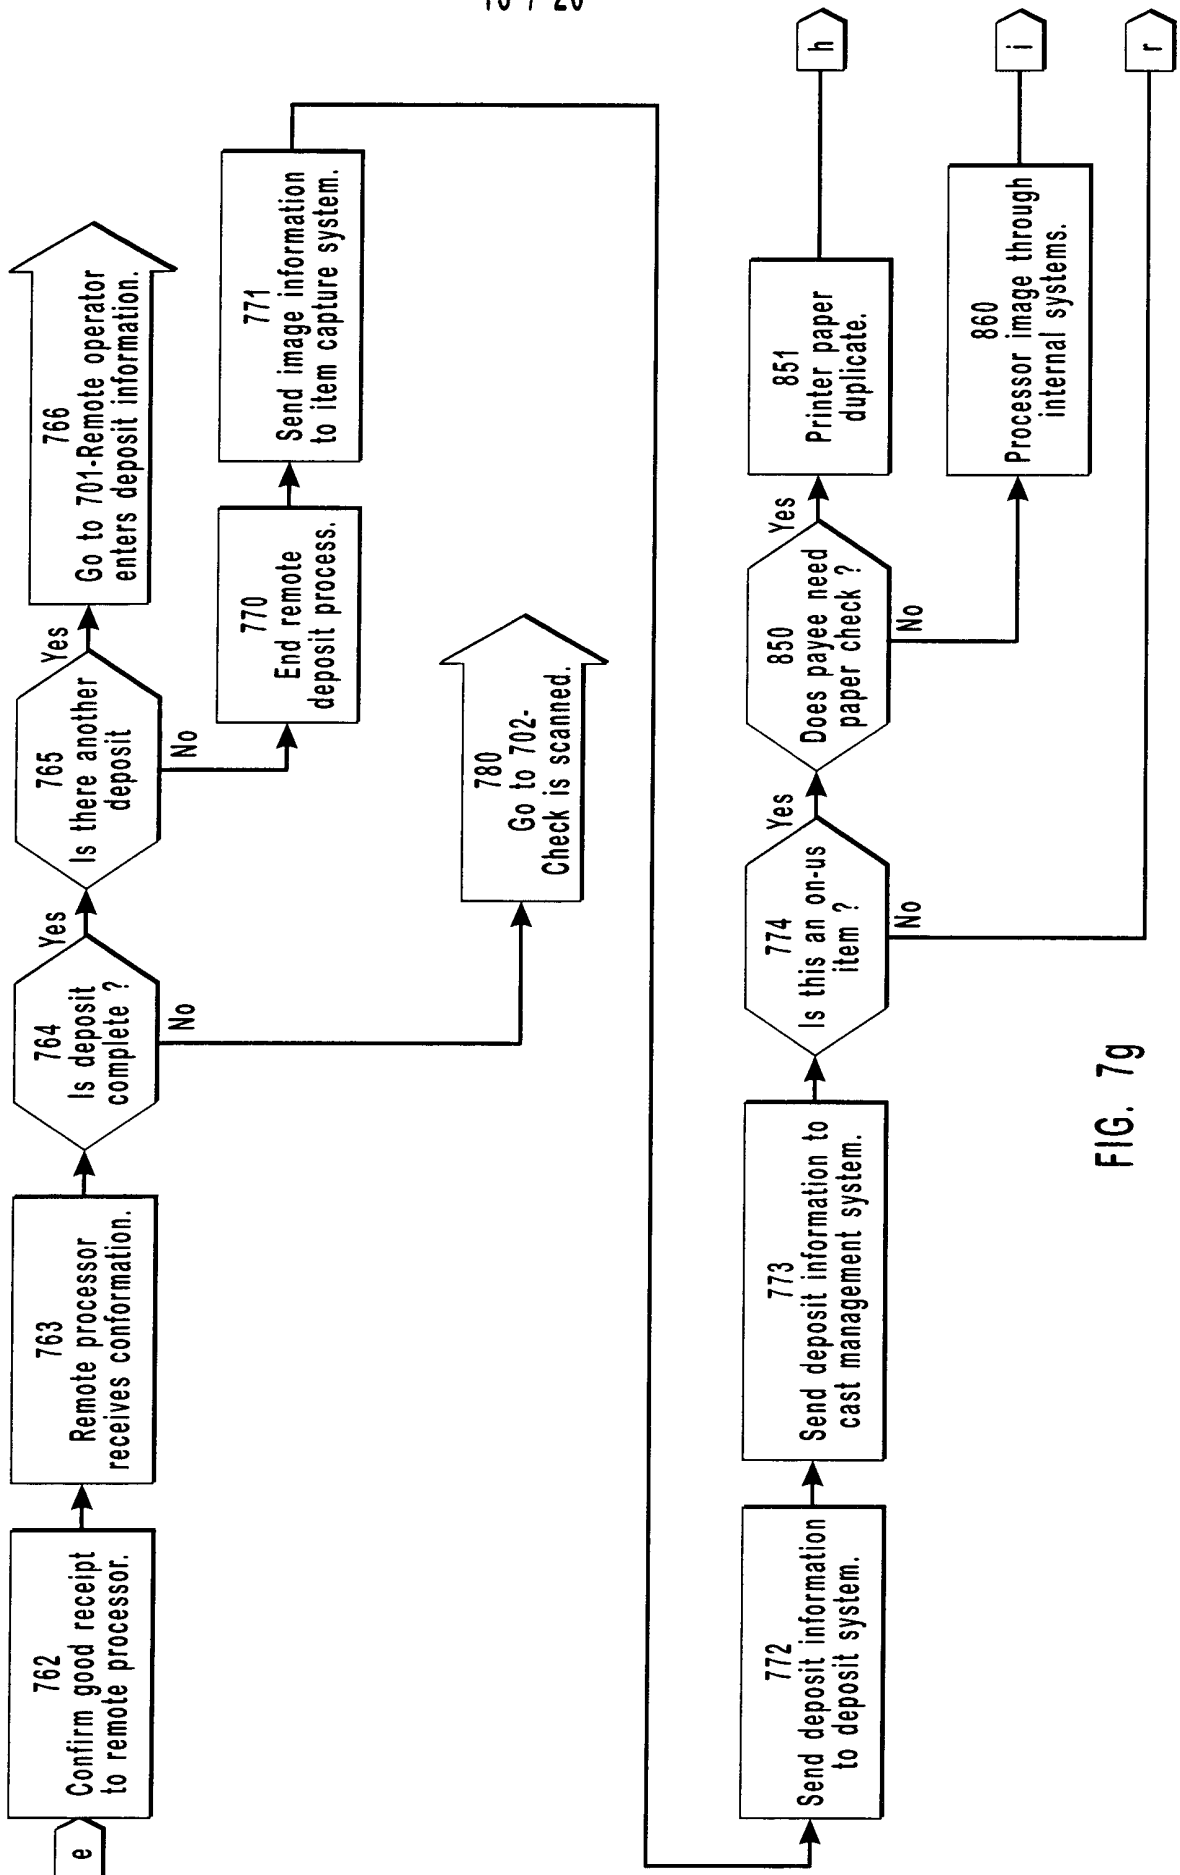 e
762
Confirm good receipt
to remote processor.
763
Remote processor
receives conformation.
764
Is deposit
complete ?
Yes
No
765
Is there another
deposit
Yes
No
766
Go to 701-Remote operator
enters deposit information.
770
End remote
deposit process.
771
Send image information
to item capture system.
780
Go to 702-
Check is scanned.
772
Send deposit information
to deposit system.
773
Send deposit information to
cast management system.
774
Is this an on-us
item ?
Yes
No
850
Does payee need
paper check ?
Yes
No
851
Printer paper
duplicate.
860
Processor image through
internal systems.
h
i
r
FIG. 7g